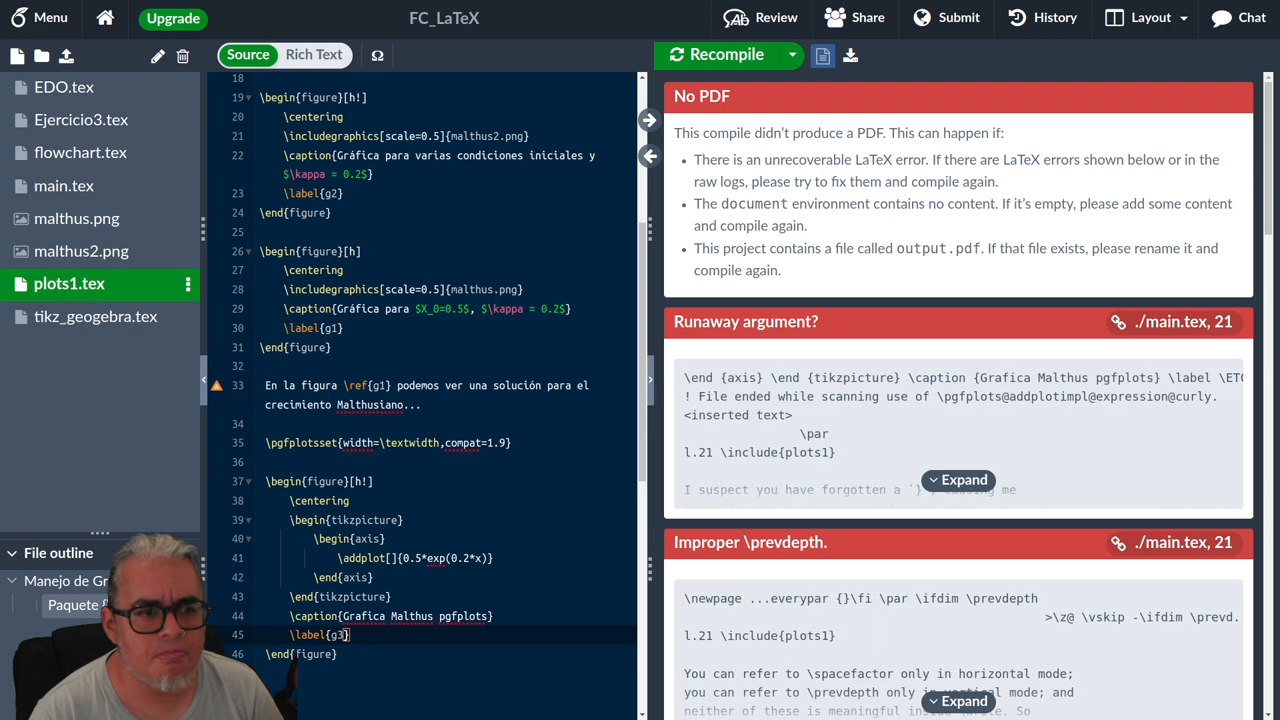 Menu
Upgrade
FC_LaTeX
Review
Share
Submit
History
Layout
Chat
Source
Rich Text
Ω
Recompile
EDO.tex
Ejercicio3.tex
flowchart.tex
main.tex
malthus.png
malthus2.png
plots1.tex
tikz_geogebra.tex
File outline
Manejo de Gr
Paquete
18
19 \begin{figure}[h!]
20 \centering
21 \includegraphics[scale=0.5]{malthus2.png}
22 \caption{Gráfica para varias condiciones iniciales y
$\kappa = 0.2$}
23 \label{g2}
24 \end{figure}
25
26 \begin{figure}[h]
27 \centering
28 \includegraphics[scale=0.5]{malthus.png}
29 \caption{Gráfica para $X_0=0.5$, $\kappa = 0.2$}
30 \label{g1}
31 \end{figure}
32
33 En la figura \ref{g1} podemos ver una solución para el
crecimiento Malthusiano...
34
35 \pgfplotsset{width=\textwidth,compat=1.9}
36
37 \begin{figure}[h!]
38 \centering
39 \begin{tikzpicture}
40 \begin{axis}
41 \addplot[]{0.5*exp(0.2*x)}
42 \end{axis}
43 \end{tikzpicture}
44 \caption{Grafica Malthus pgfplots}
45 \label{g3}
46 \end{figure}
No PDF
This compile didn’t produce a PDF. This can happen if:
• There is an unrecoverable LaTeX error. If there are LaTeX errors shown below or in the
raw logs, please try to fix them and compile again.
• The document environment contains no content. If it’s empty, please add some content
and compile again.
• This project contains a file called output.pdf. If that file exists, please rename it and
compile again.
Runaway argument?
./main.tex, 21
\end {axis} \end {tikzpicture} \caption {Grafica Malthus pgfplots} \label \ETC
! File ended while scanning use of \pgfplots@addplotimpl@expression@curly.
<inserted text>
\par
l.21 \include{plots1}
Expand
I suspect you have forgotten a `}', causing me
Improper \prevdepth.
./main.tex, 21
\newpage ...everypar {}\fi \par \ifdim \prevdepth
>\z@ \vskip -\ifdim \prevd.
l.21 \include{plots1}
You can refer to \spacefactor only in horizontal mode;
you can refer to \prevdepth only in vertical mode; and
neither of these is meaningful inside \write. So
Expand